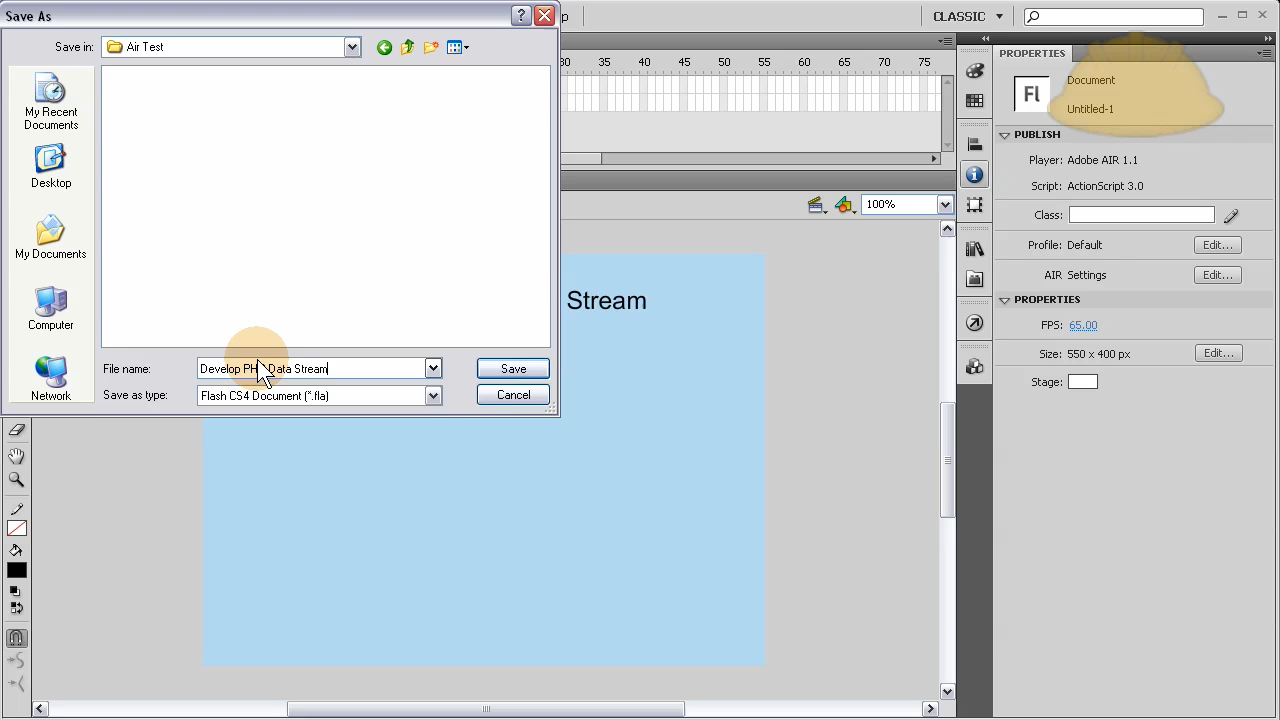 Save As
?
p
CLASSIC
Save in:
Air Test
30 35 40 45 50 55 60 65 70 75
PROPERTIES
Fl
Document
Untitled-1
My Recent
Documents
PUBLISH
Player: Adobe AIR 1.1
Desktop
Script: ActionScript 3.0
100%
Class:
My Documents
Profile: Default
Edit...
AIR Settings
Edit...
PROPERTIES
Stream
Computer
FPS: 65.00
Size: 550 x 400 px
Edit...
File name:
Develop Data Stream
Save
Stage:
Network
Save as type:
Flash CS4 Document (*.fla)
Cancel